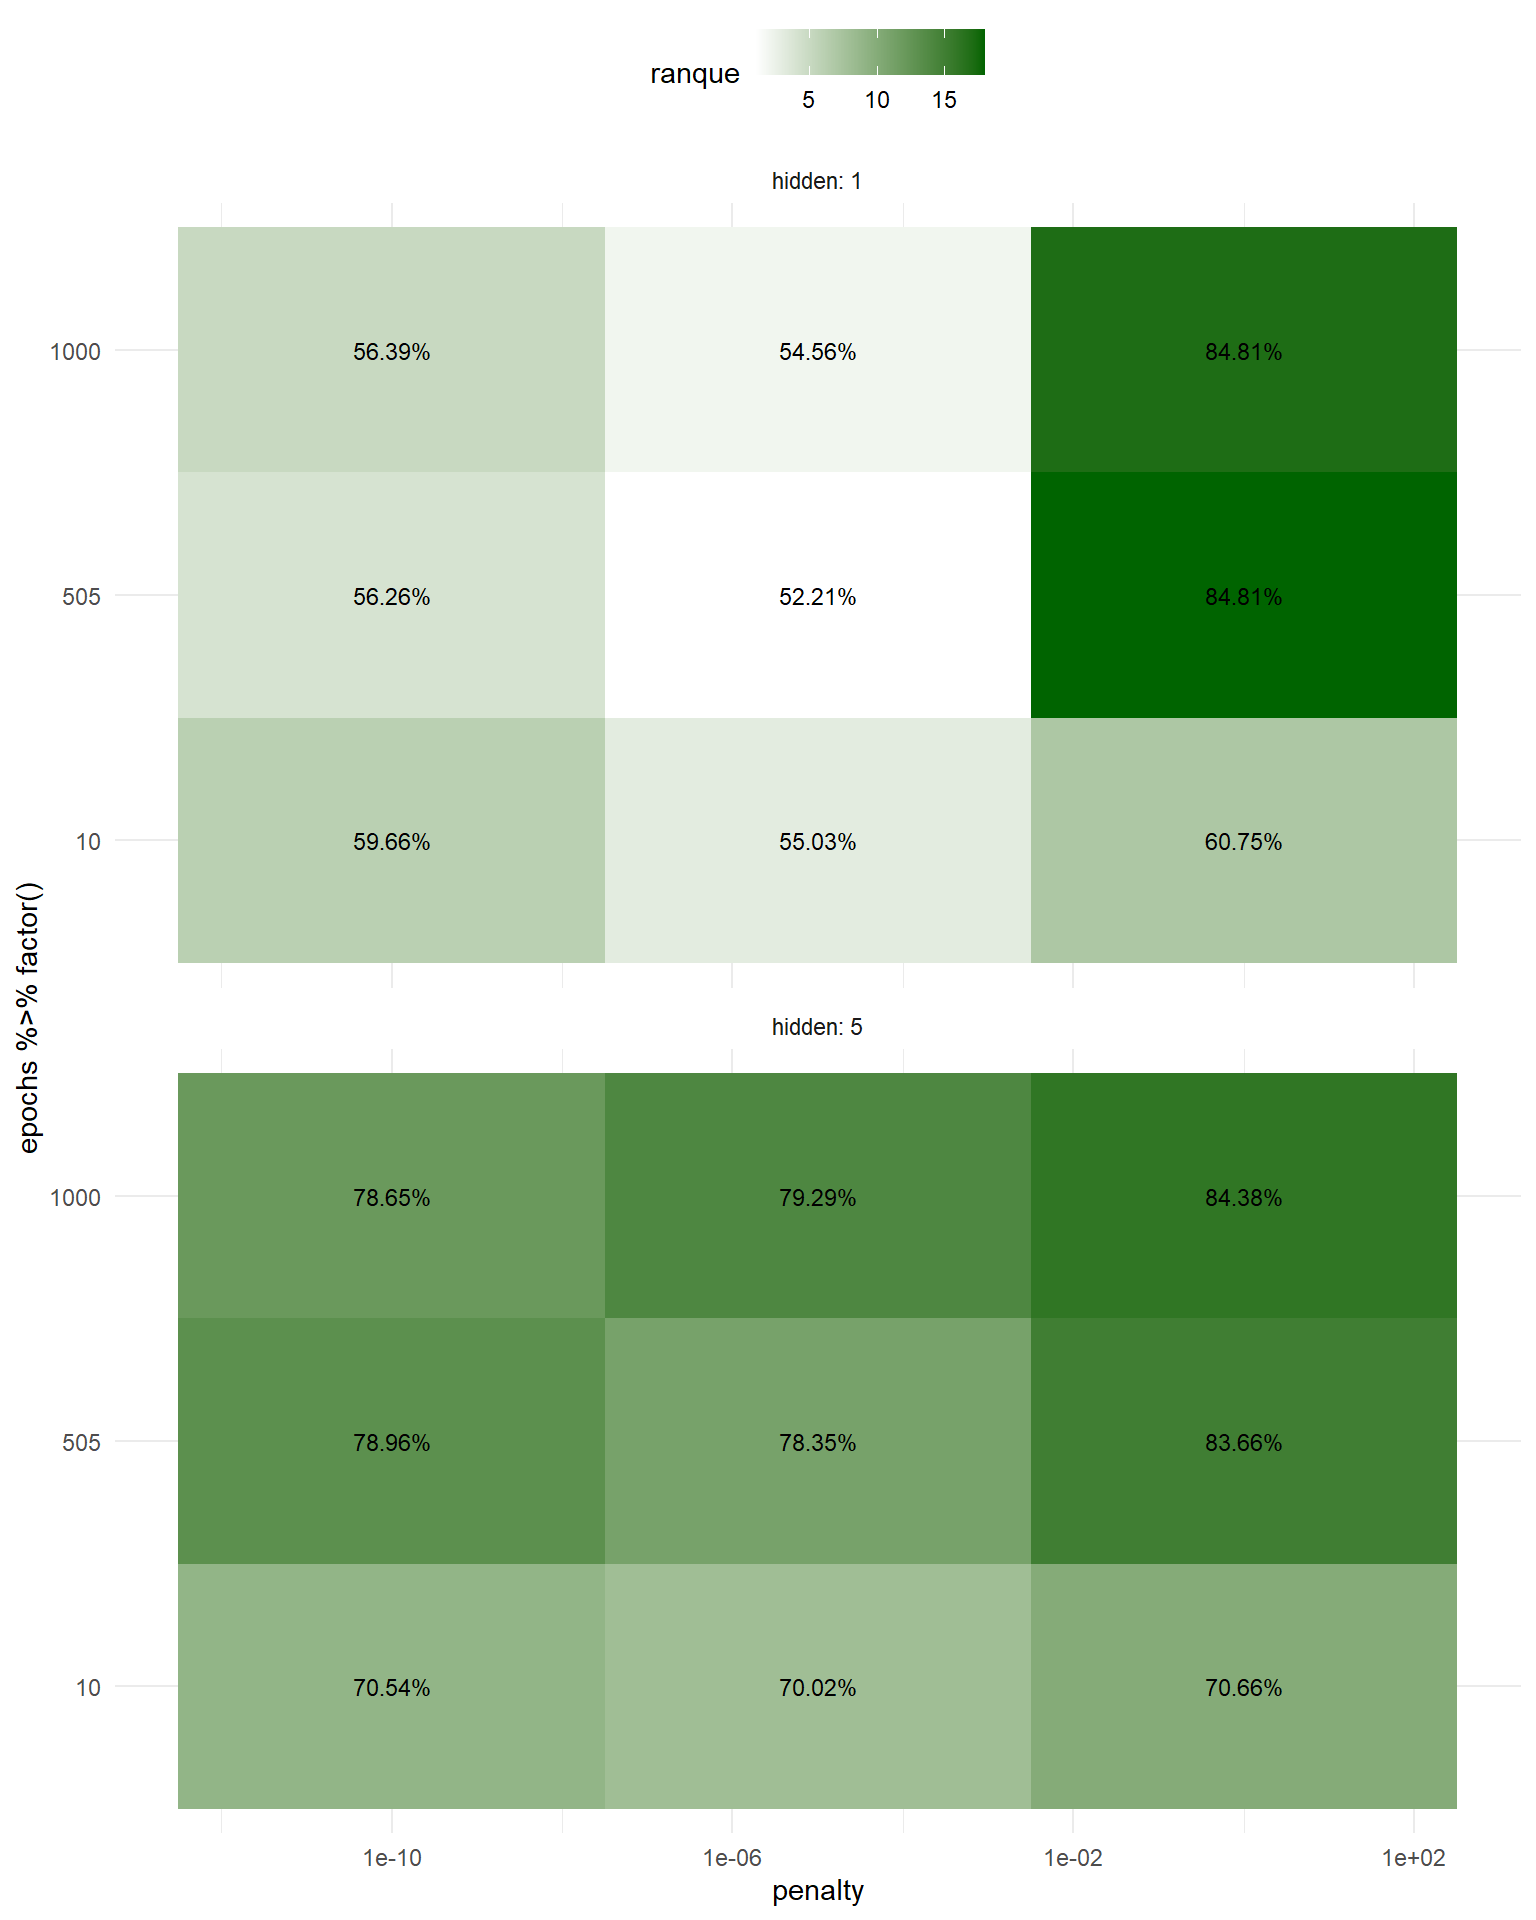 ranque
5 10 15
hidden: 1
1000 56.39% 54.56% 84.81%
505 56.26% 52.21% 84.81%
10 59.66% 55.03% 60.75%
epochs %>% factor()
hidden: 5
1000 78.65% 79.29% 84.38%
505 78.96% 78.35% 83.66%
10 70.54% 70.02% 70.66%
1e-10 1e-06 1e-02 1e+02
penalty